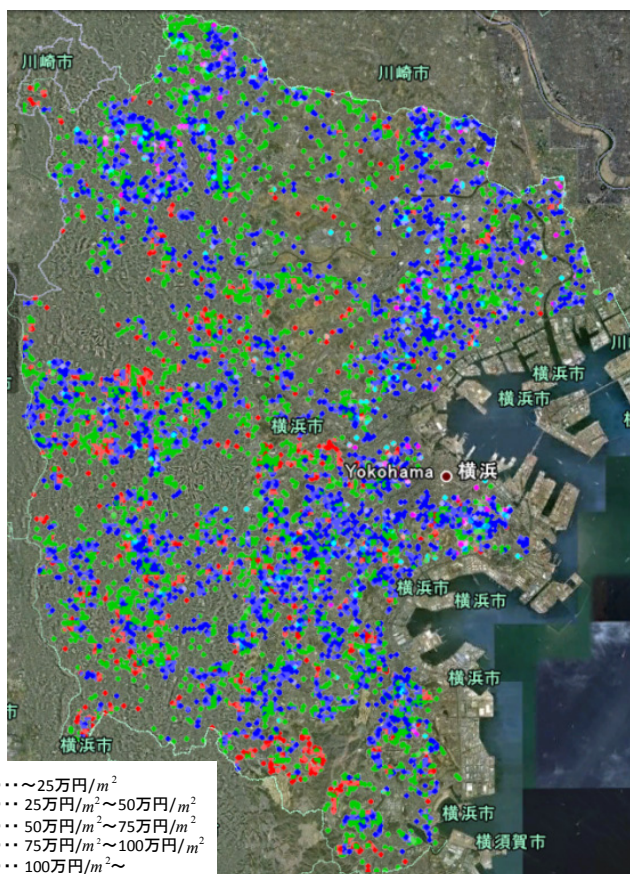 川崎市
川崎市
川
横浜市
横浜市
横浜市
Yokohama 横浜
横浜市
横浜市
横浜市
市
横浜市
横浜市
横須賀市
・・・～25万円/m²
・・・ 25万円/m²～50万円/m²
・・・ 50万円/m²～75万円/m²
・・・ 75万円/m²～100万円/m²
・・・ 100万円/m²～